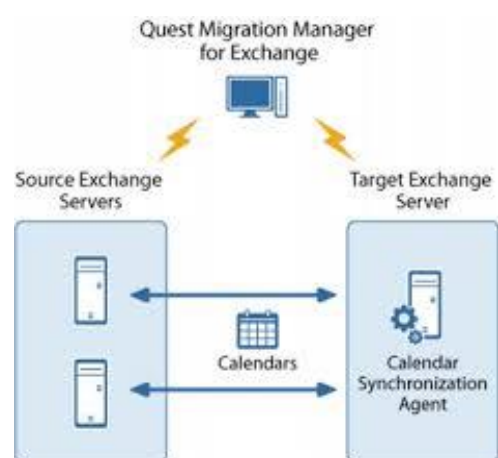 Quest Migration Manager
for Exchange
Source Exchange
Servers
Target Exchange
Server
Calendars
Calendar
Synchronization
Agent